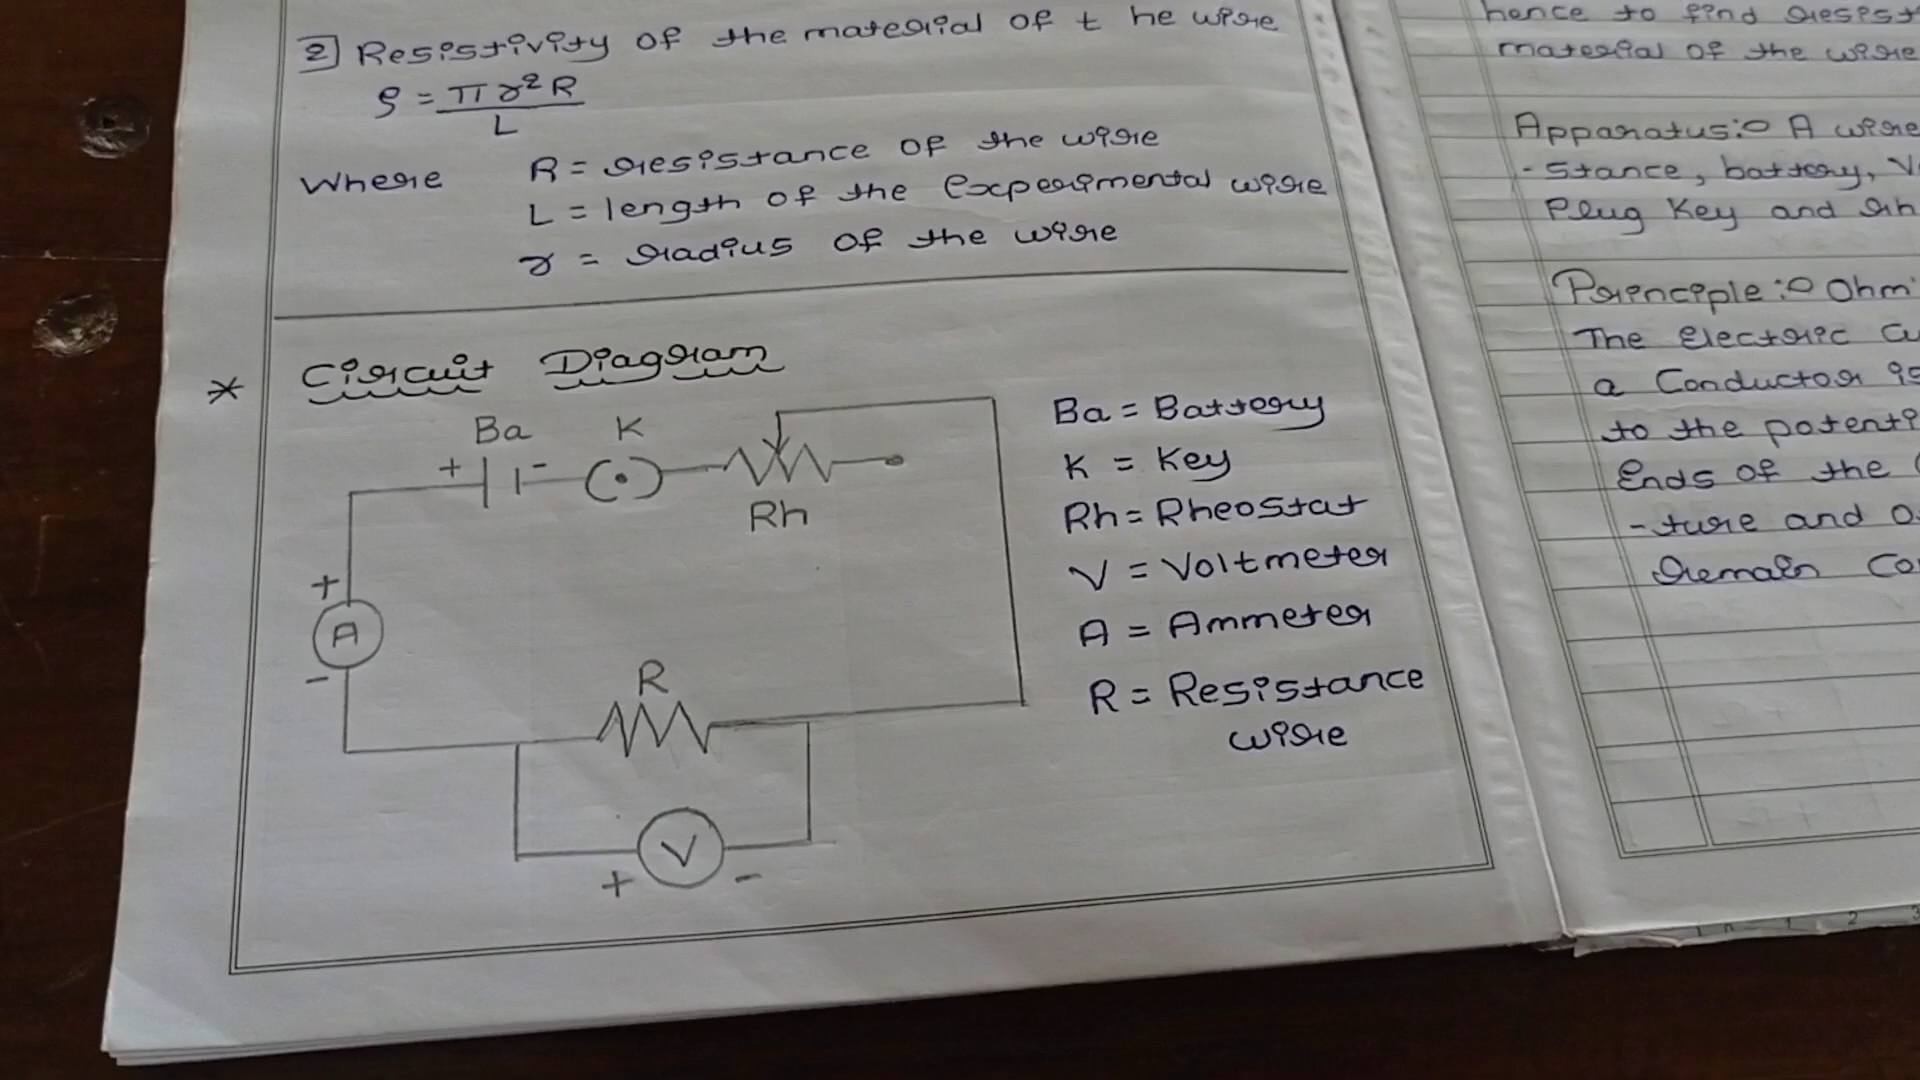 2 Resistivity of the material of t he wire
ρ = πr²R
L
Where R = resistance of the wire
L = length of the Experimental wire
r = radius of the wire
* Circuit Diagram
Ba K
+ -
Rh
+
A
-
R
V
+ -
Ba = Battery
K = Key
Rh = Rheostat
V = Voltmeter
A = Ammeter
R = Resistance
wire
hence to find
material of the wire
Apparatus:- A wire
-stance, battery,
Plug Key and
Principle:- Ohm'
The Electric
a Conductor is
to the
Ends of the
-ture and
Remain
2
3